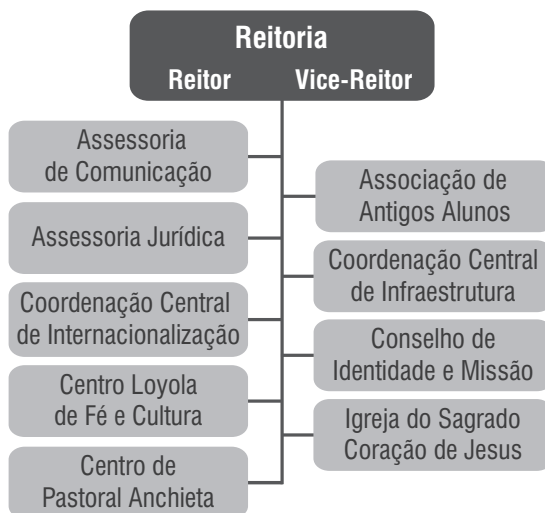 Reitoria
Reitor Vice-Reitor
Assessoria
de Comunicação
Assessoria Jurídica
Coordenação Central
de Internacionalização
Centro Loyola
de Fé e Cultura
Centro de
Pastoral Anchieta
Associação de
Antigos Alunos
Coordenação Central
de Infraestrutura
Conselho de
Identidade e Missão
Igreja do Sagrado
Coração de Jesus